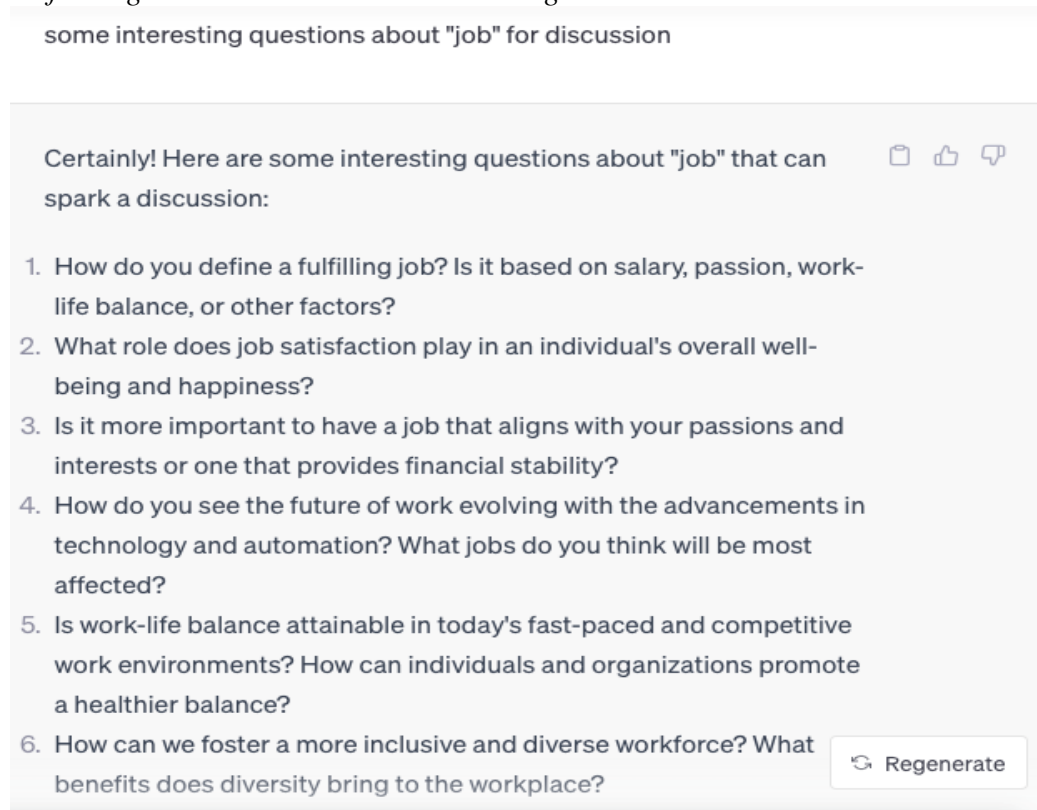 some interesting questions about "job" for discussion
Certainly! Here are some interesting questions about "job" that can
spark a discussion:
1. How do you define a fulfilling job? Is it based on salary, passion, work-
life balance, or other factors?
2. What role does job satisfaction play in an individual's overall well-
being and happiness?
3. Is it more important to have a job that aligns with your passions and
interests or one that provides financial stability?
4. How do you see the future of work evolving with the advancements in
technology and automation? What jobs do you think will be most
affected?
5. Is work-life balance attainable in today's fast-paced and competitive
work environments? How can individuals and organizations promote
a healthier balance?
6. How can we foster a more inclusive and diverse workforce? What
benefits does diversity bring to the workplace?
Regenerate